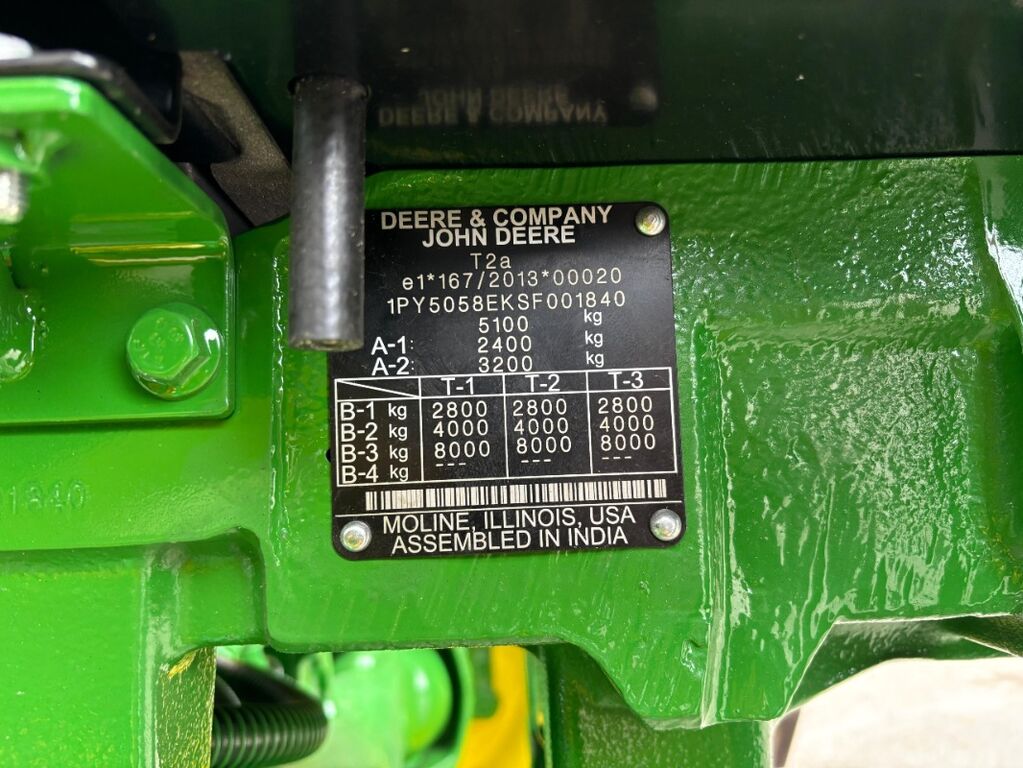 DEERE & COMPANY
JOHN DEERE
T2a
e1*167/2013*00020
1PY5058EKSF001840
5100 kg
A-1: 2400 kg
A-2: 3200 kg
T-1 T-2 T-3
B-1 kg 2800 2800 2800
B-2 kg 4000 4000 4000
B-3 kg 8000 8000 8000
B-4 kg --- --- ---
MOLINE, ILLINOIS, USA
ASSEMBLED IN INDIA
1840